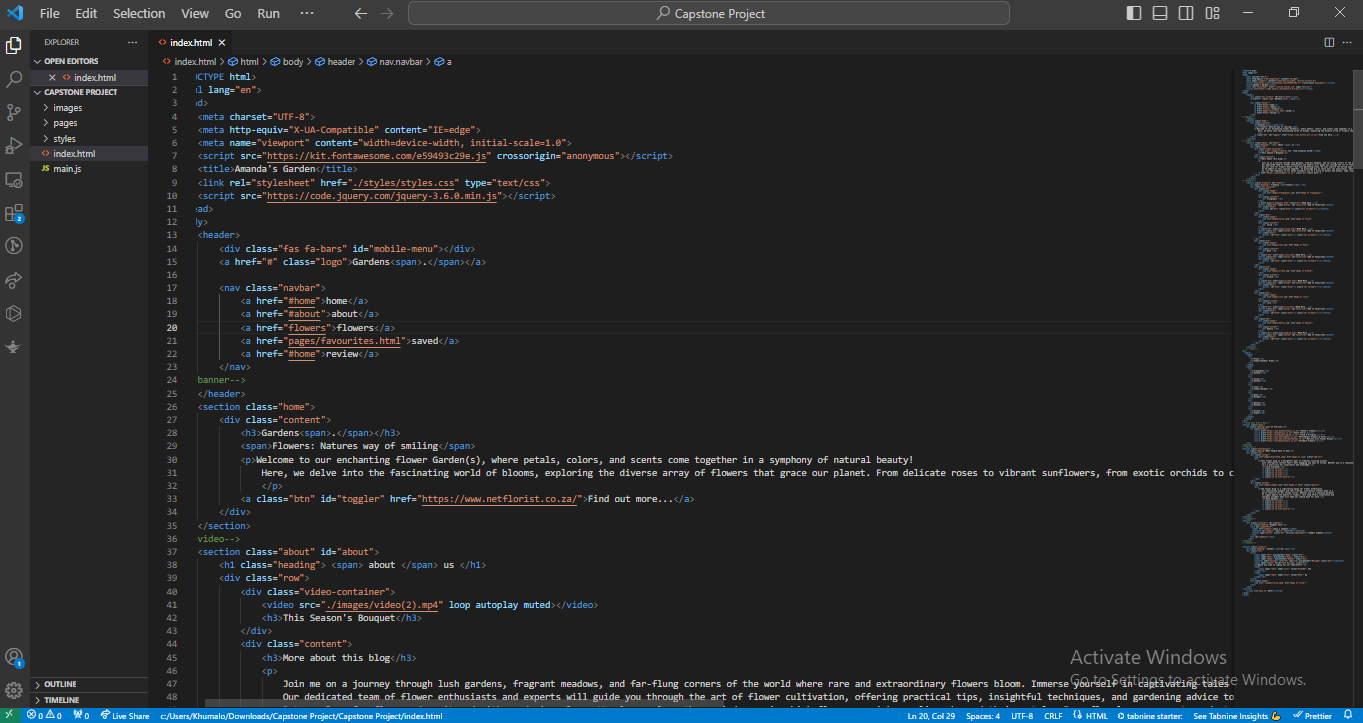 File Edit Selection View Go Run ··· Capstone Project
EXPLORER ···
OPEN EDITORS
index.html
CAPSTONE PROJECT
images
pages
styles
index.html
JS main.js
OUTLINE
TIMELINE
index.html
index.html > html > body > header > nav.navbar > a
1 CTYPE html>
2 l lang="en">
3 d>
4 <meta charset="UTF-8">
5 <meta http-equiv="X-UA-Compatible" content="IE=edge">
6 <meta name="viewport" content="width=device-width, initial-scale=1.0">
7 <script src="https://kit.fontawesome.com/e59493c29e.js" crossorigin="anonymous"></script>
8 <title>Amanda's Garden</title>
9 <link rel="stylesheet" href="./styles/styles.css" type="text/css">
10 <script src="https://code.jquery.com/jquery-3.6.0.min.js"></script>
11 ead>
12 ly>
13 <header>
14 <div class="fas fa-bars" id="mobile-menu"></div>
15 <a href="#" class="logo">Gardens<span>.</span></a>
16
17 <nav class="navbar">
18 <a href="#home">home</a>
19 <a href="#about">about</a>
20 <a href="flowers">flowers</a>
21 <a href="pages/favourites.html">saved</a>
22 <a href="#home">review</a>
23 </nav>
24 banner-->
25 </header>
26 <section class="home">
27 <div class="content">
28 <h3>Gardens<span>.</span></h3>
29 <span>Flowers: Natures way of smiling</span>
30 <p>Welcome to our enchanting flower Garden(s), where petals, colors, and scents come together in a symphony of natural beauty!
31 Here, we delve into the fascinating world of blooms, exploring the diverse array of flowers that grace our planet. From delicate roses to vibrant sunflowers, from exotic orchids to c
32 </p>
33 <a class="btn" id="toggler" href="https://www.netflorist.co.za/">Find out more...</a>
34 </div>
35 </section>
36 video-->
37 <section class="about" id="about">
38 <h1 class="heading"> <span> about </span> us </h1>
39 <div class="row">
40 <div class="video-container">
41 <video src="./images/video(2).mp4" loop autoplay muted></video>
42 <h3>This Season's Bouquet</h3>
43 </div>
44 <div class="content">
45 <h3>More about this blog</h3>
46 <p>
47 Join me on a journey through lush gardens, fragrant meadows, and far-flung corners of the world where rare and extraordinary flowers bloom. Immerse yourself in captivating tales
48 Our dedicated team of flower enthusiasts and experts will guide you through the art of flower cultivation, offering practical tips, insightful techniques, and gardening advice to
Activate Windows
Go to Settings to activate Windows.
2
1
0 0 0 Live Share c:/Users/Khumalo/Downloads/Capstone Project/Capstone Project/index.html Ln 20, Col 29 Spaces: 4 UTF-8 CRLF HTML tabnine starter: See Tabnine Insights Prettier